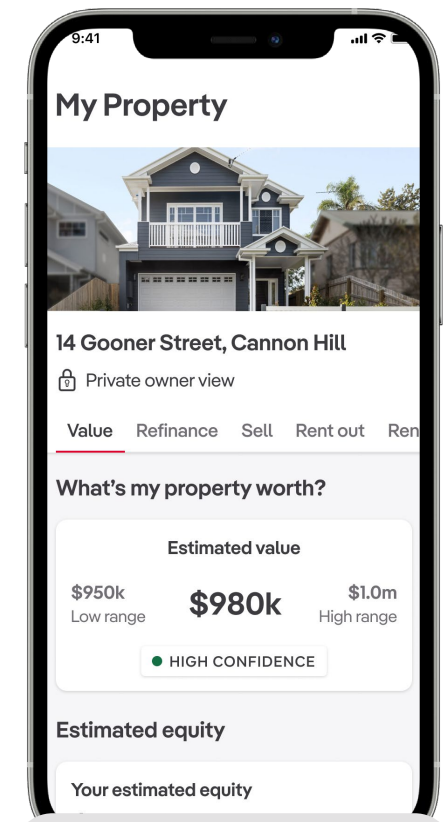 9:41
My Property
14 Gooner Street, Cannon Hill
Private owner view
Value Refinance Sell Rent out Ren
What's my property worth?
Estimated value
$950k $980k $1.0m
Low range High range
HIGH CONFIDENCE
Estimated equity
Your estimated equity